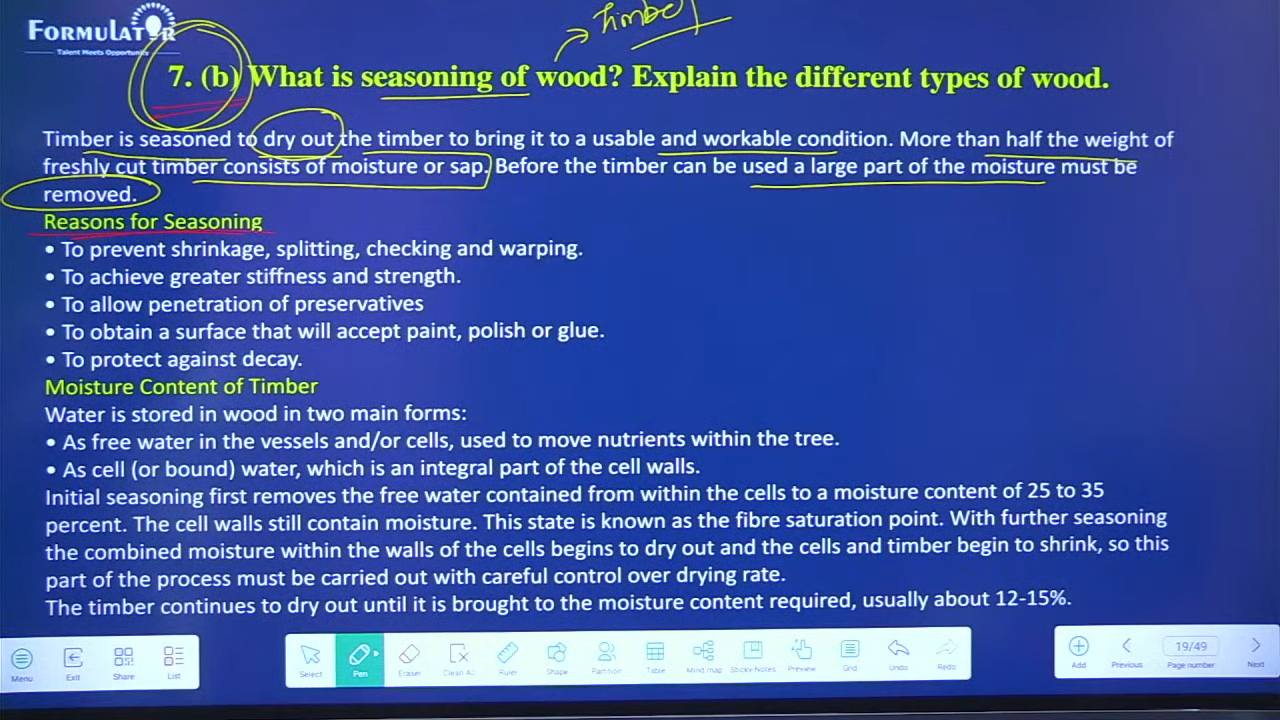 FORMULATOR
Talent Meets Opportunity
Timber
7. (b) What is seasoning of wood? Explain the different types of wood.
Timber is seasoned to dry out the timber to bring it to a usable and workable condition. More than half the weight of
freshly cut timber consists of moisture or sap. Before the timber can be used a large part of the moisture must be
removed.
Reasons for Seasoning
• To prevent shrinkage, splitting, checking and warping.
• To achieve greater stiffness and strength.
• To allow penetration of preservatives
• To obtain a surface that will accept paint, polish or glue.
• To protect against decay.
Moisture Content of Timber
Water is stored in wood in two main forms:
• As free water in the vessels and/or cells, used to move nutrients within the tree.
• As cell (or bound) water, which is an integral part of the cell walls.
Initial seasoning first removes the free water contained from within the cells to a moisture content of 25 to 35
percent. The cell walls still contain moisture. This state is known as the fibre saturation point. With further seasoning
the combined moisture within the walls of the cells begins to dry out and the cells and timber begin to shrink, so this
part of the process must be carried out with careful control over drying rate.
The timber continues to dry out until it is brought to the moisture content required, usually about 12-15%.
Menu Exit Share List Select Pen Eraser Clean All Ruler Shape Partition Table Mind map Sticky Notes Preview Grid Undo Redo Add Previous 19/49 Page number Next